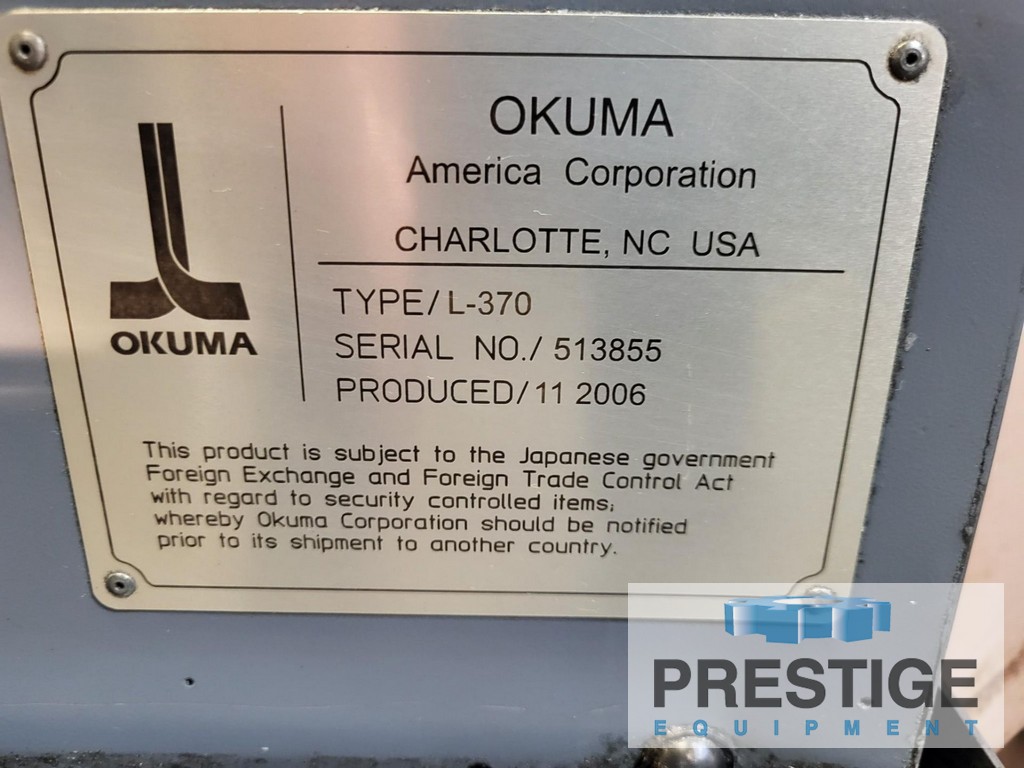 OKUMA
America Corporation
CHARLOTTE, NC USA
OKUMA
TYPE/L-370
SERIAL NO./513855
PRODUCED/11 2006
This product is subject to the Japanese government
Foreign Exchange and Foreign Trade Control Act
with regard to security controlled items;
whereby Okuma Corporation should be notified
prior to its shipment to another country.
PRESTIGE
EQUIPMENT